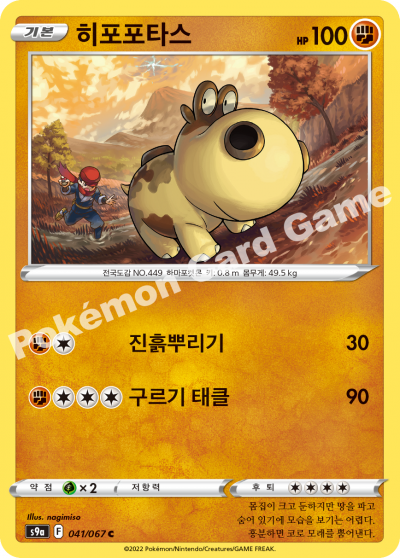 기본 히포포타스 HP 100
전국도감 NO.449 하마포켓몬 키: 0.8 m 몸무게: 49.5 kg
진흙뿌리기 30
구르기 태클 90
약점 ×2 저항력 후퇴
Illus. nagimiso
s9a F 041/067 C
몸집이 크고 둔하지만 땅을 파고
숨어 있기에 모습을 보기는 어렵다.
흥분하면 코로 모래를 뿜어낸다.
©2022 Pokémon/Nintendo/Creatures/GAME FREAK.
Pokémon Card Game